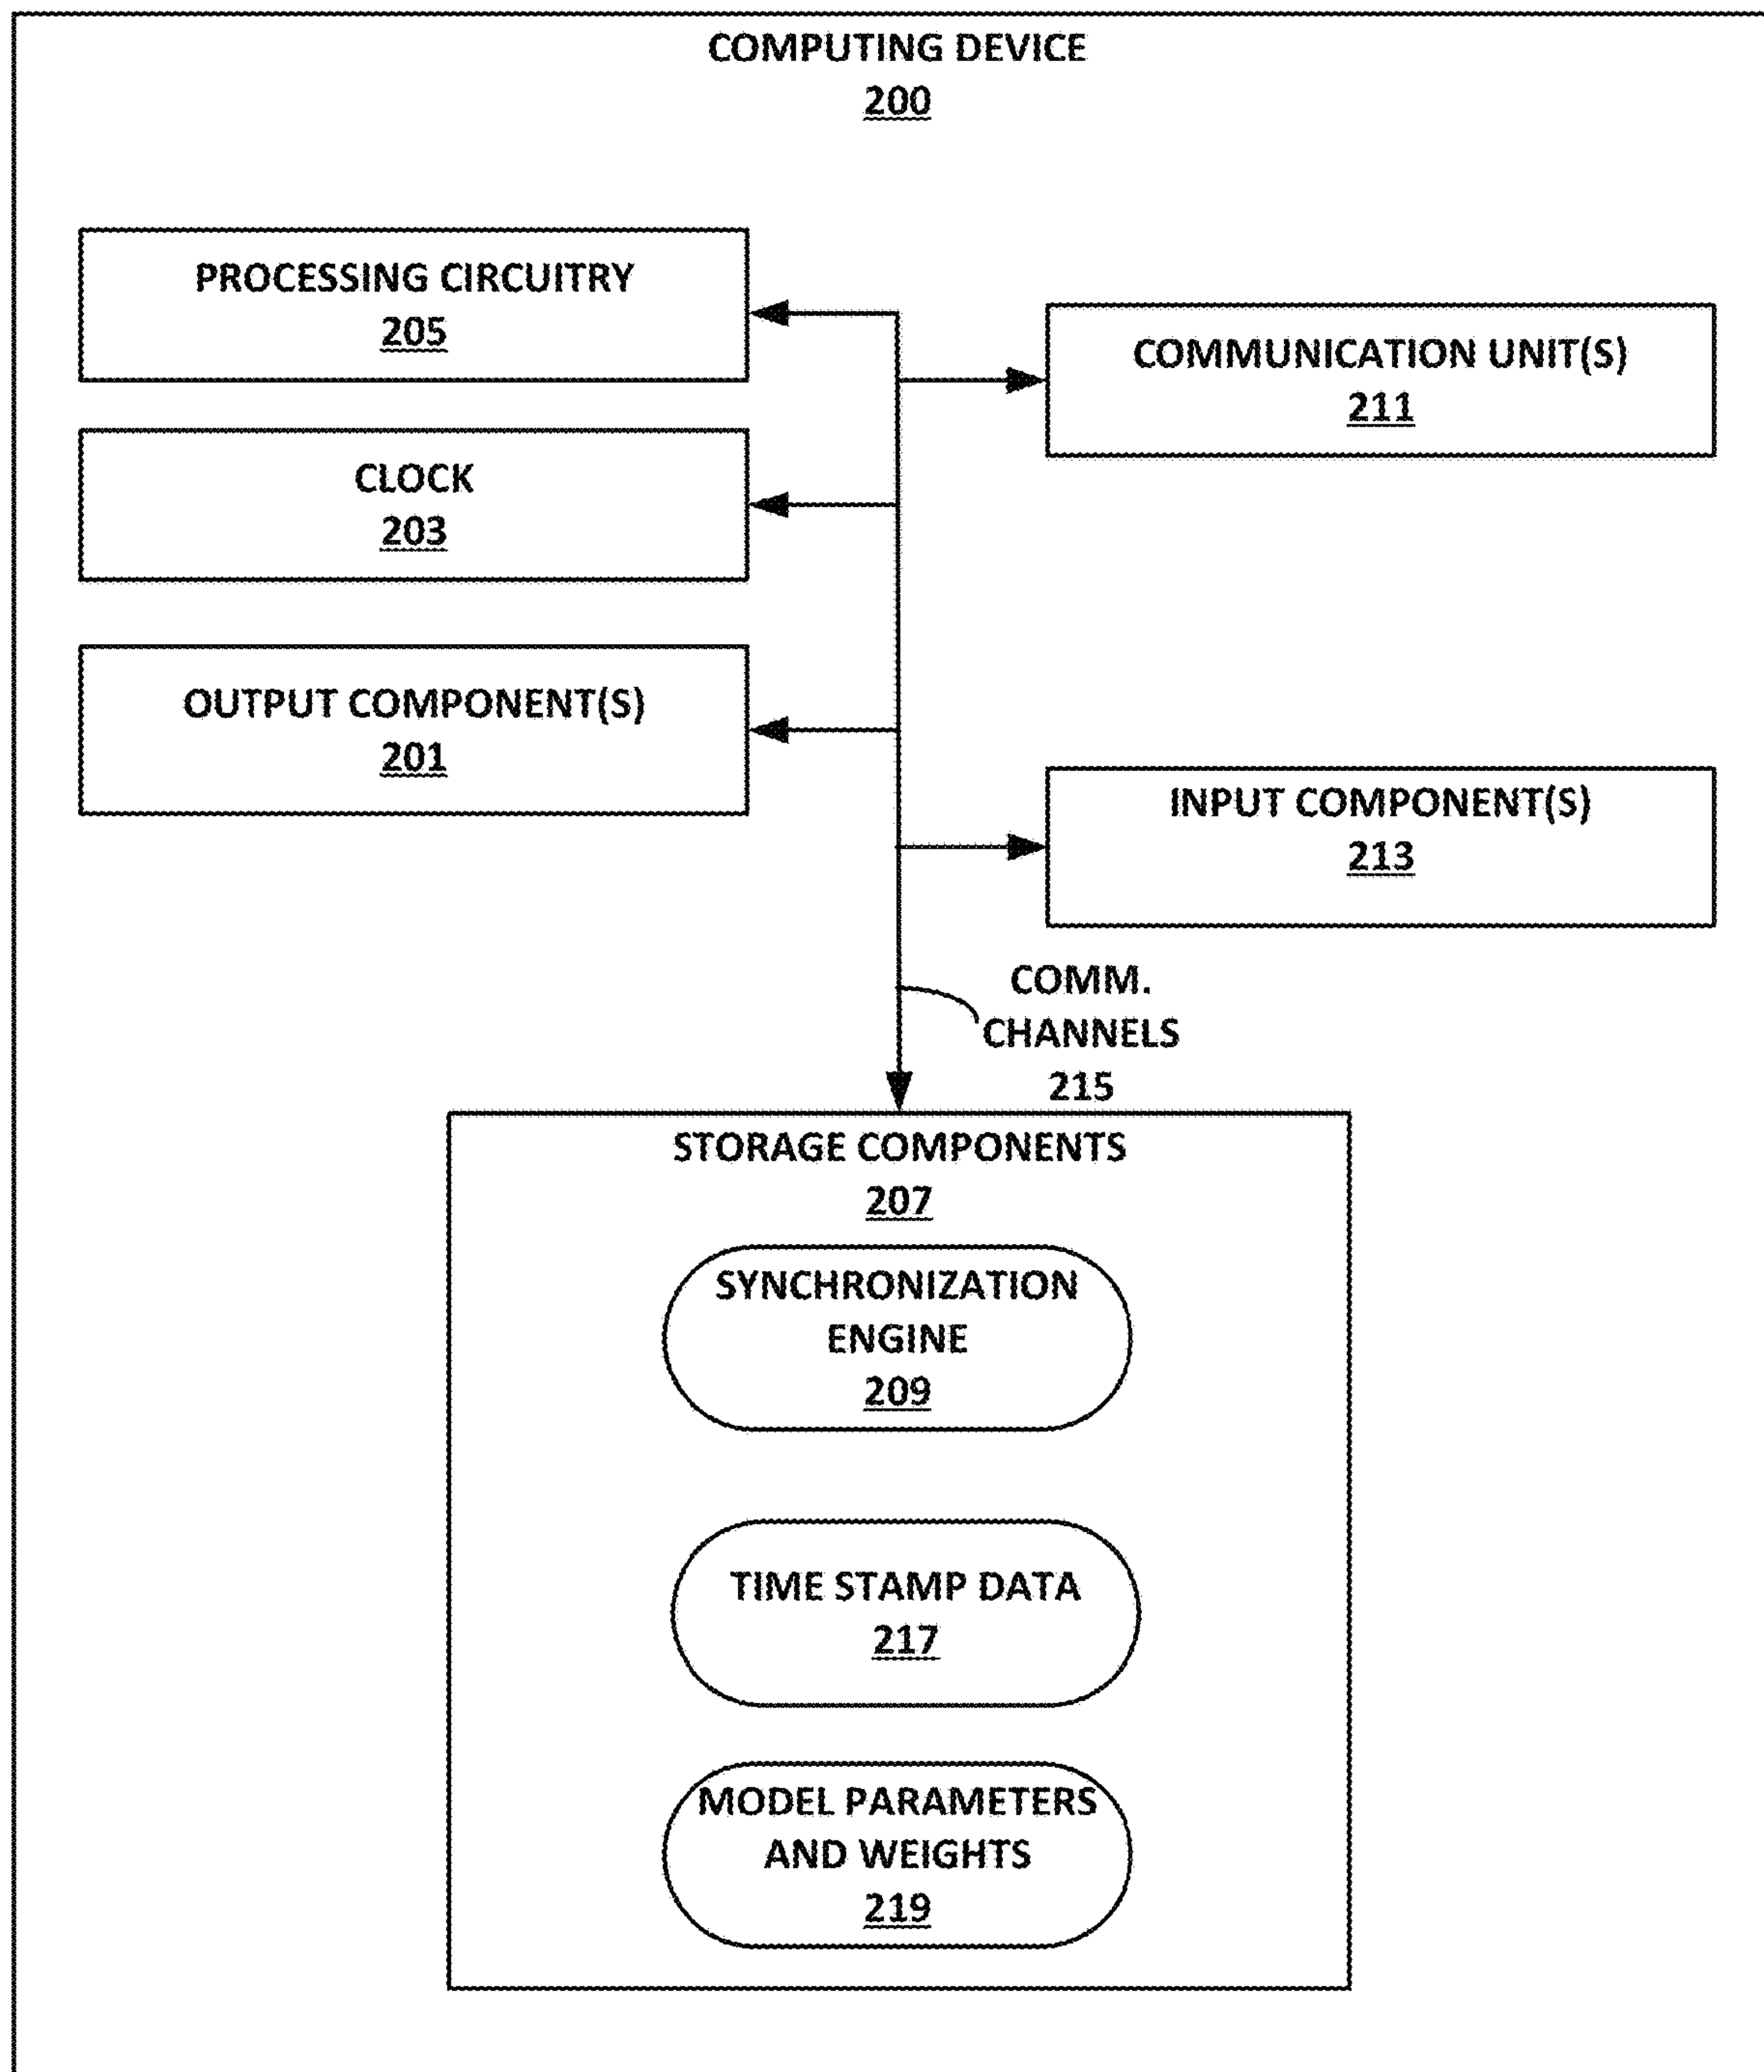 COMPUTING DEVICE
200
PROCESSING CIRCUITRY
205
COMMUNICATION UNIT(S)
211
CLOCK
203
OUTPUT COMPONENT(S)
201
INPUT COMPONENT(S)
213
COMM.
CHANNELS
215
STORAGE COMPONENTS
207
SYNCHRONIZATION
ENGINE
209
TIME STAMP DATA
217
MODEL PARAMETERS
AND WEIGHTS
219